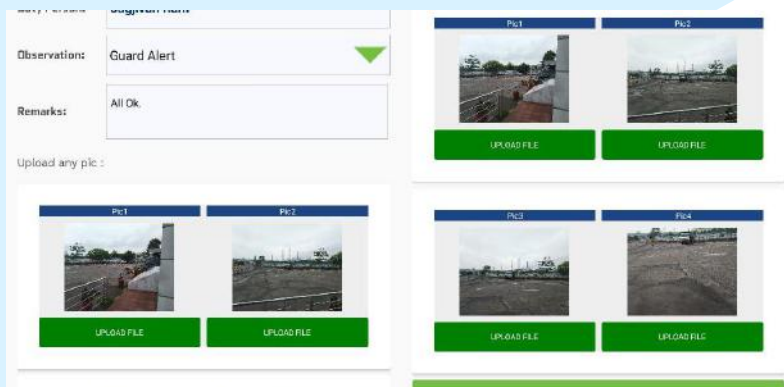 Observation: Guard Alert
Remarks: All Ok.
Upload any pic :
Pic1 Pic2
UPLOAD FILE UPLOAD FILE
Pic1 Pic2
UPLOAD FILE UPLOAD FILE
Pic3 Pic4
UPLOAD FILE UPLOAD FILE